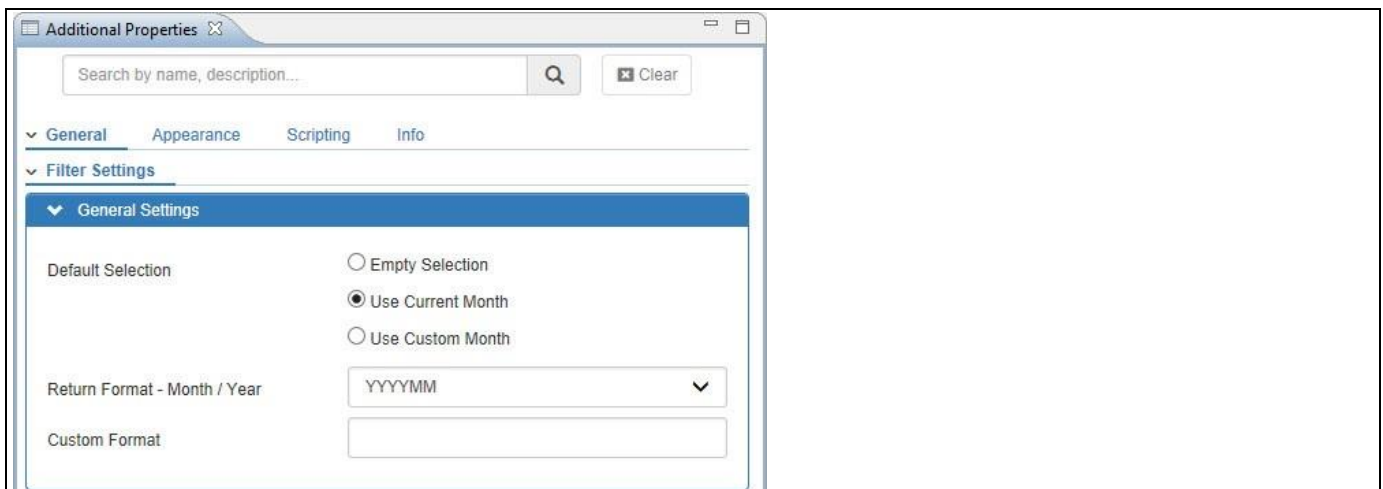 Additional Properties
Search by name, description...
Clear
General Appearance Scripting Info
Filter Settings
General Settings
Default Selection
Empty Selection
Use Current Month
Use Custom Month
Return Format - Month / Year YYYYMM
Custom Format